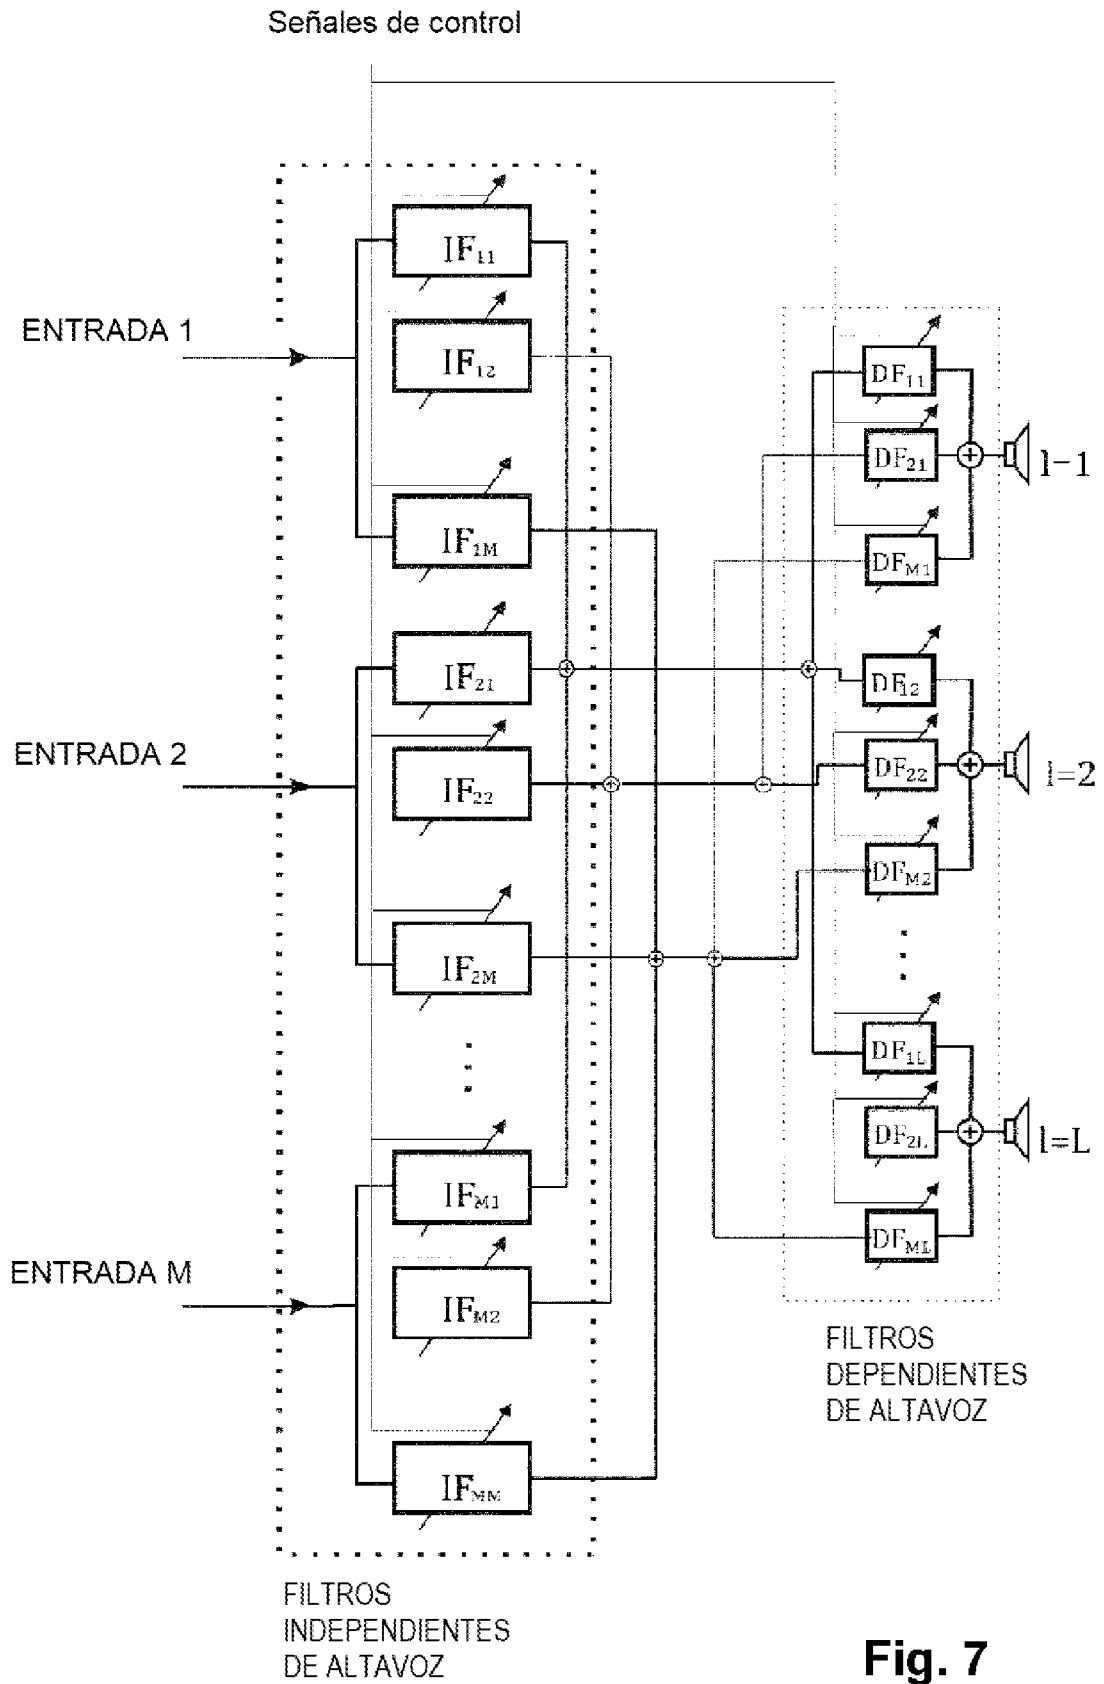 Señales de control
IF11
IF12
IF1M
ENTRADA 1
IF21
IF22
IF2M
ENTRADA 2
IFM1
IFM2
IFMM
ENTRADA M
DF11
DF21
DFM1
l-1
DF12
DF22
DFM2
l=2
DF1L
DF2L
DFML
l=L
FILTROS
DEPENDIENTES
DE ALTAVOZ
FILTROS
INDEPENDIENTES
DE ALTAVOZ
Fig. 7